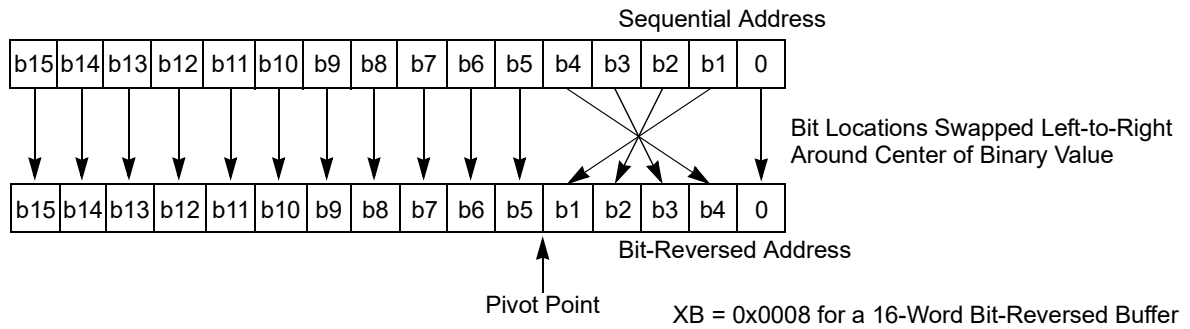 Sequential Address
b15 b14 b13 b12 b11 b10 b9 b8 b7 b6 b5 b4 b3 b2 b1 0
Bit Locations Swapped Left-to-Right
Around Center of Binary Value
b15 b14 b13 b12 b11 b10 b9 b8 b7 b6 b5 b1 b2 b3 b4 0
Bit-Reversed Address
Pivot Point
XB = 0x0008 for a 16-Word Bit-Reversed Buffer